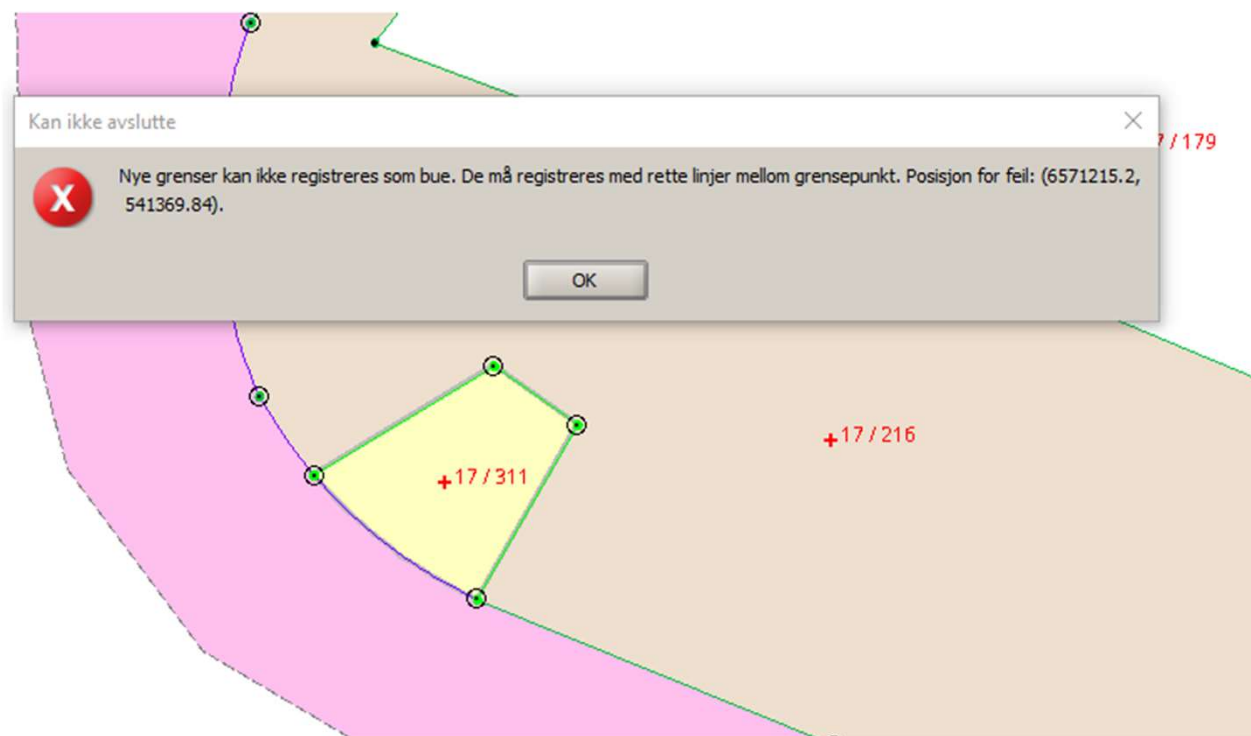 Kan ikke avslutte
7 / 179
Nye grenser kan ikke registreres som bue. De må registreres med rette linjer mellom grensepunkt. Posisjon for feil: (6571215.2,
541369.84).
OK
17 / 216
17 / 311